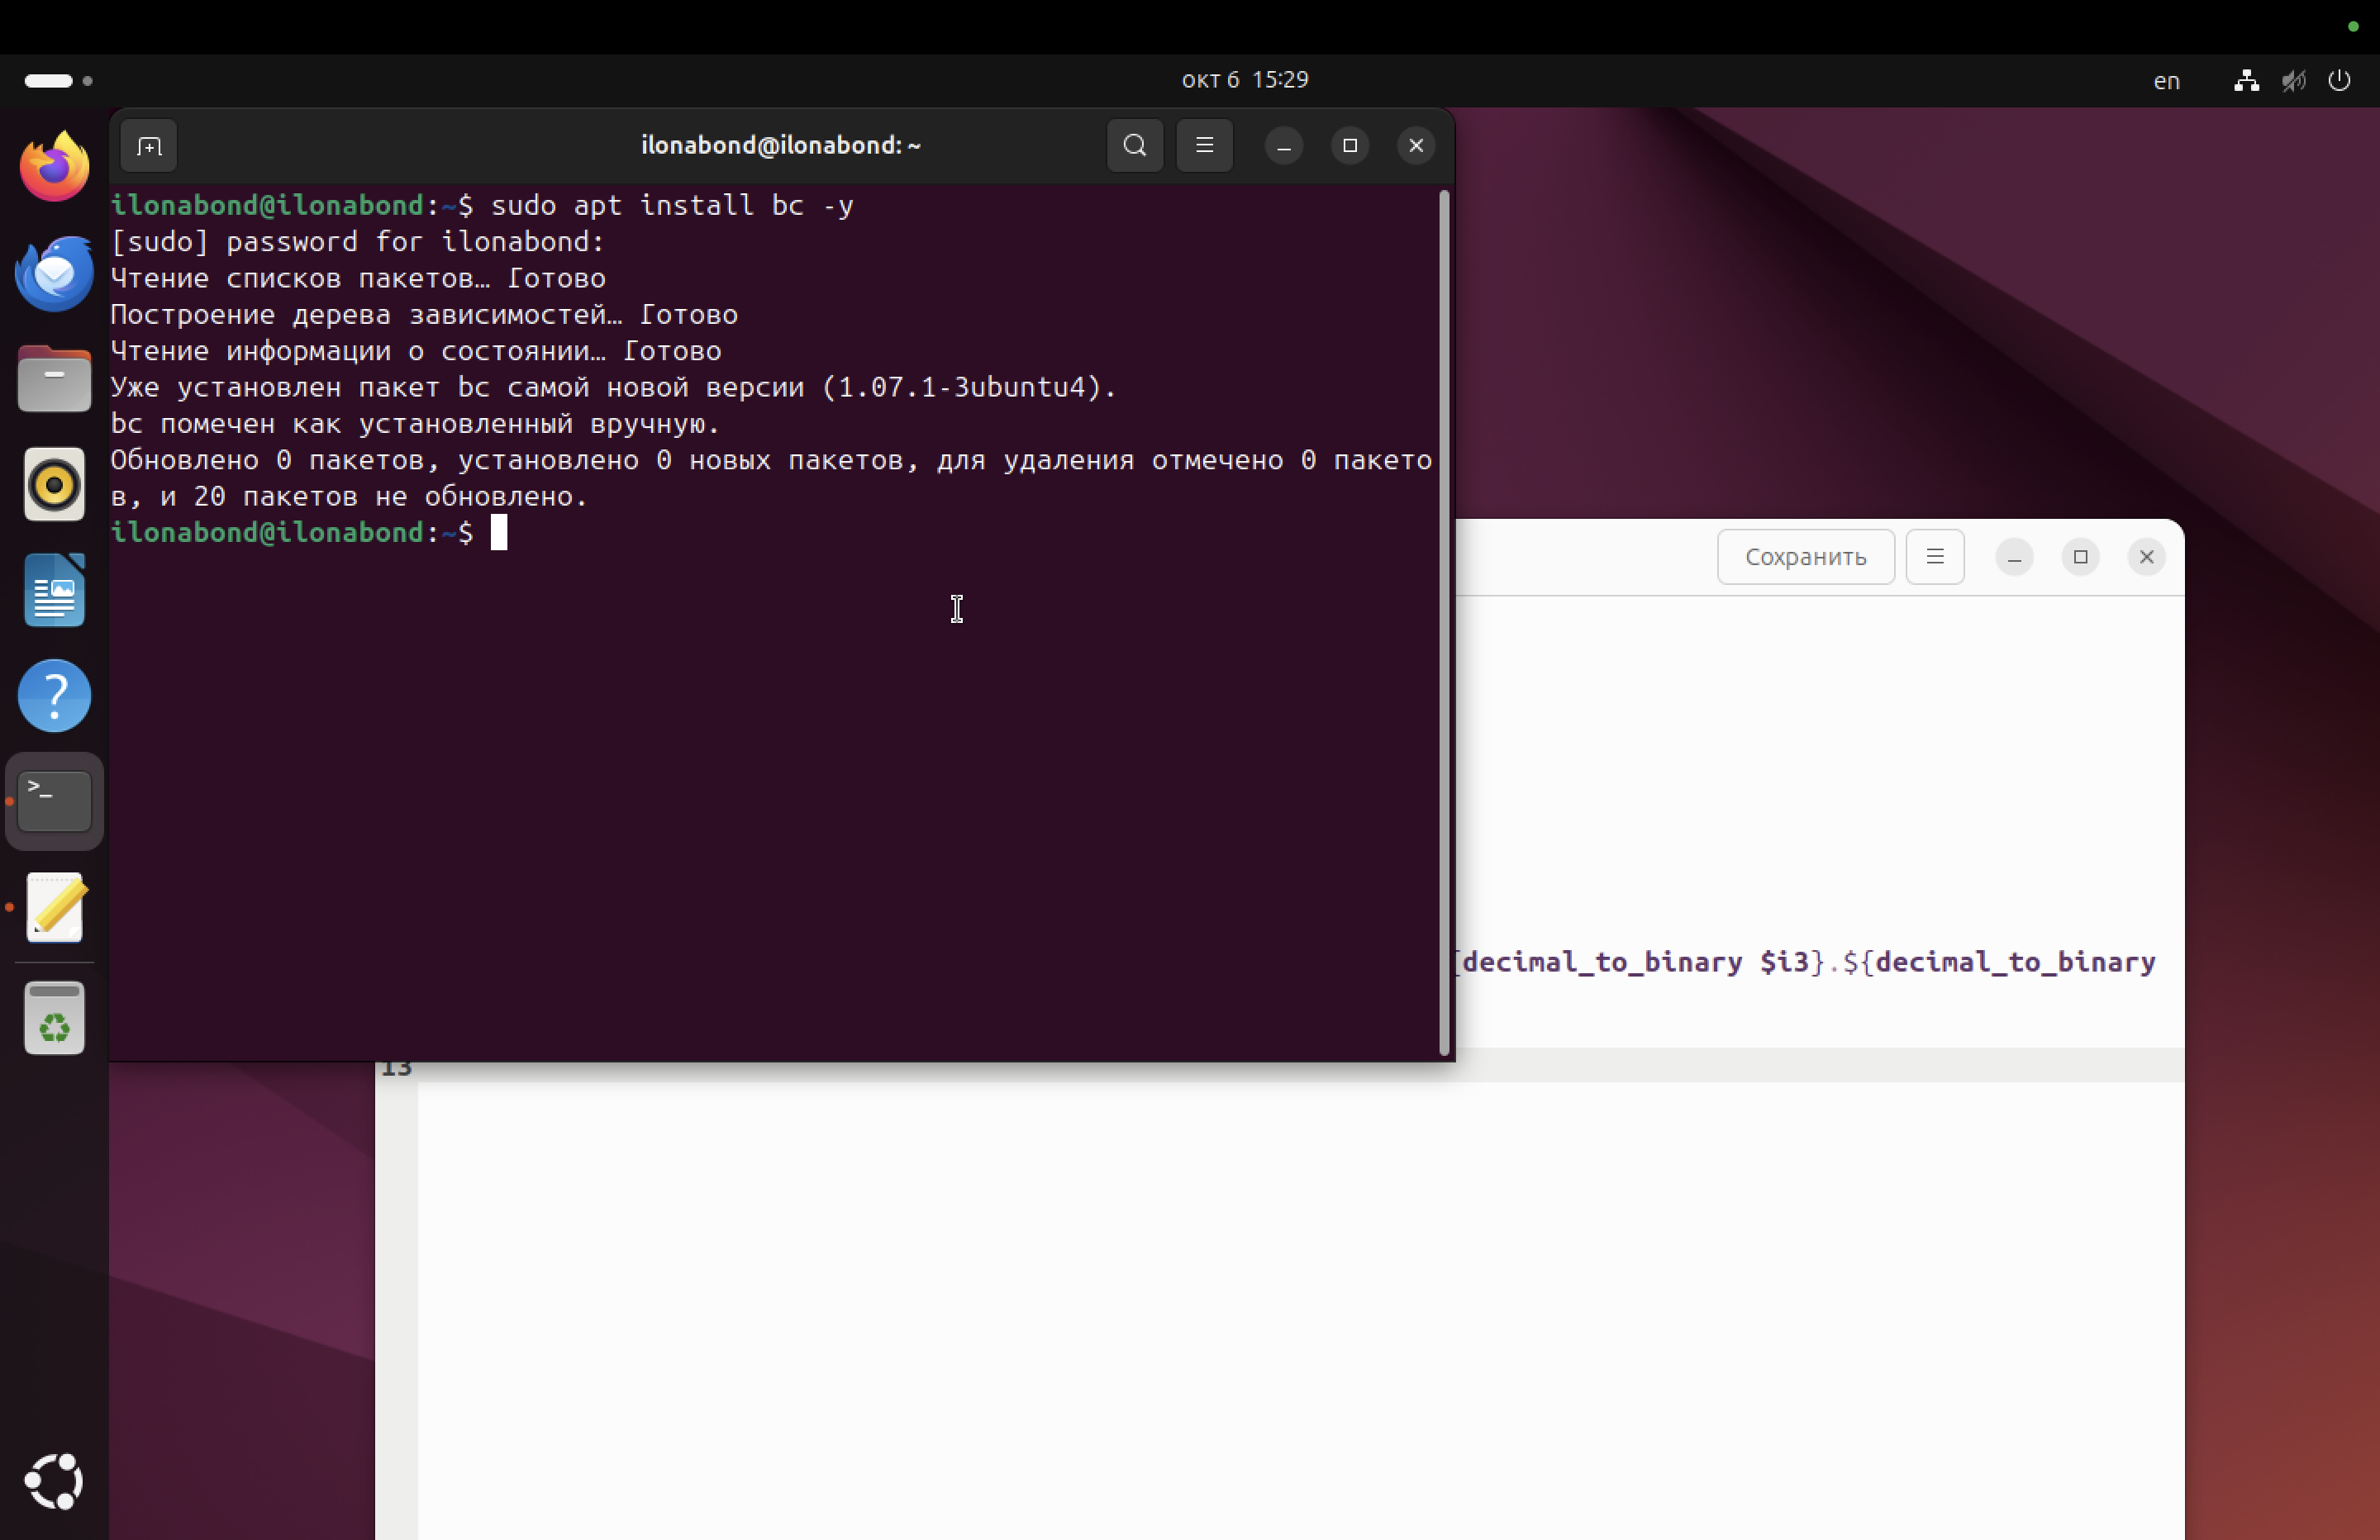 окт 6 15:29
en
ilonabond@ilonabond: ~
ilonabond@ilonabond:~$ sudo apt install bc -y
[sudo] password for ilonabond:
Чтение списков пакетов… Готово
Построение дерева зависимостей… Готово
Чтение информации о состоянии… Готово
Уже установлен пакет bc самой новой версии (1.07.1-3ubuntu4).
bc помечен как установленный вручную.
Обновлено 0 пакетов, установлено 0 новых пакетов, для удаления отмечено 0 пакето
в, и 20 пакетов не обновлено.
ilonabond@ilonabond:~$
Сохранить
{decimal_to_binary $i3}.${decimal_to_binary
13